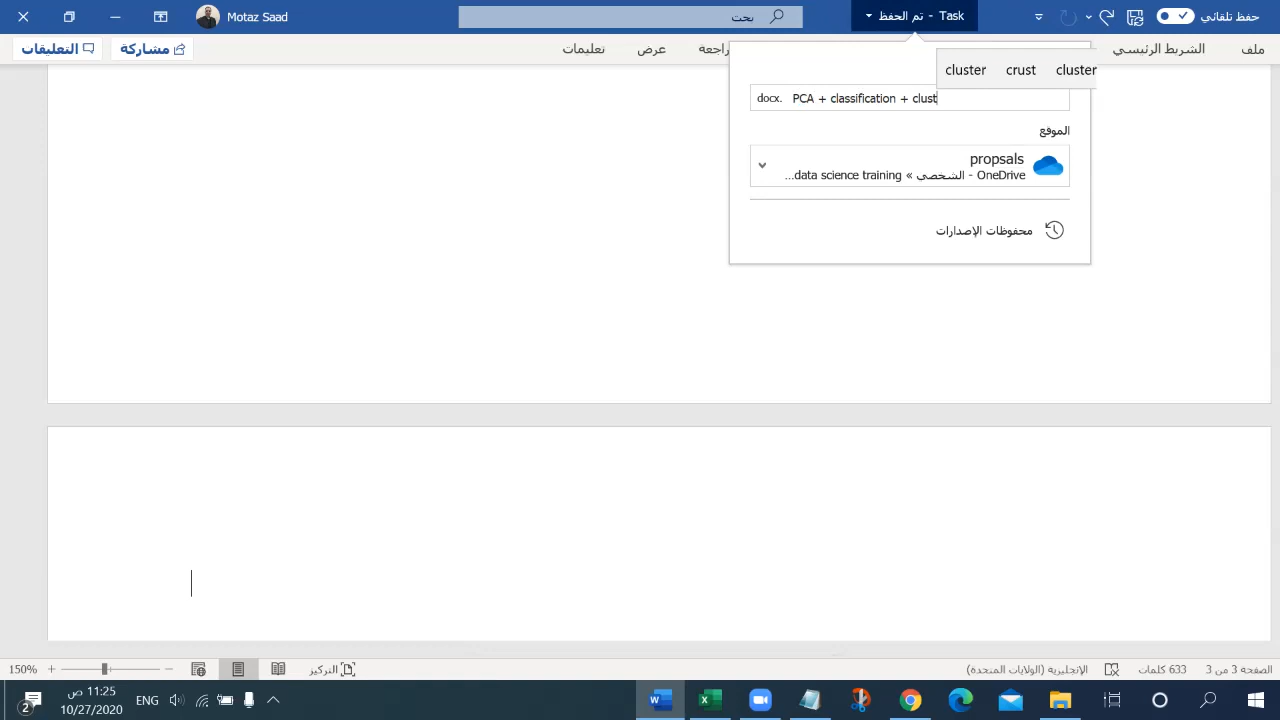 حفظ تلقائي
Task - تم الحفظ
بحث
Motaz Saad
ملف
الشريط الرئيسي
راجعة
عرض
تعليمات
مشاركة
التعليقات
cluster crust cluster
PCA + classification + clust
.docx
الموقع
propsals
OneDrive - الشخصي » data science training...
محفوظات الإصدارات
الصفحة 3 من 3
633 كلمات
الإنجليزية (الولايات المتحدة)
التركيز
150%
ENG
11:25 ص
10/27/2020
2